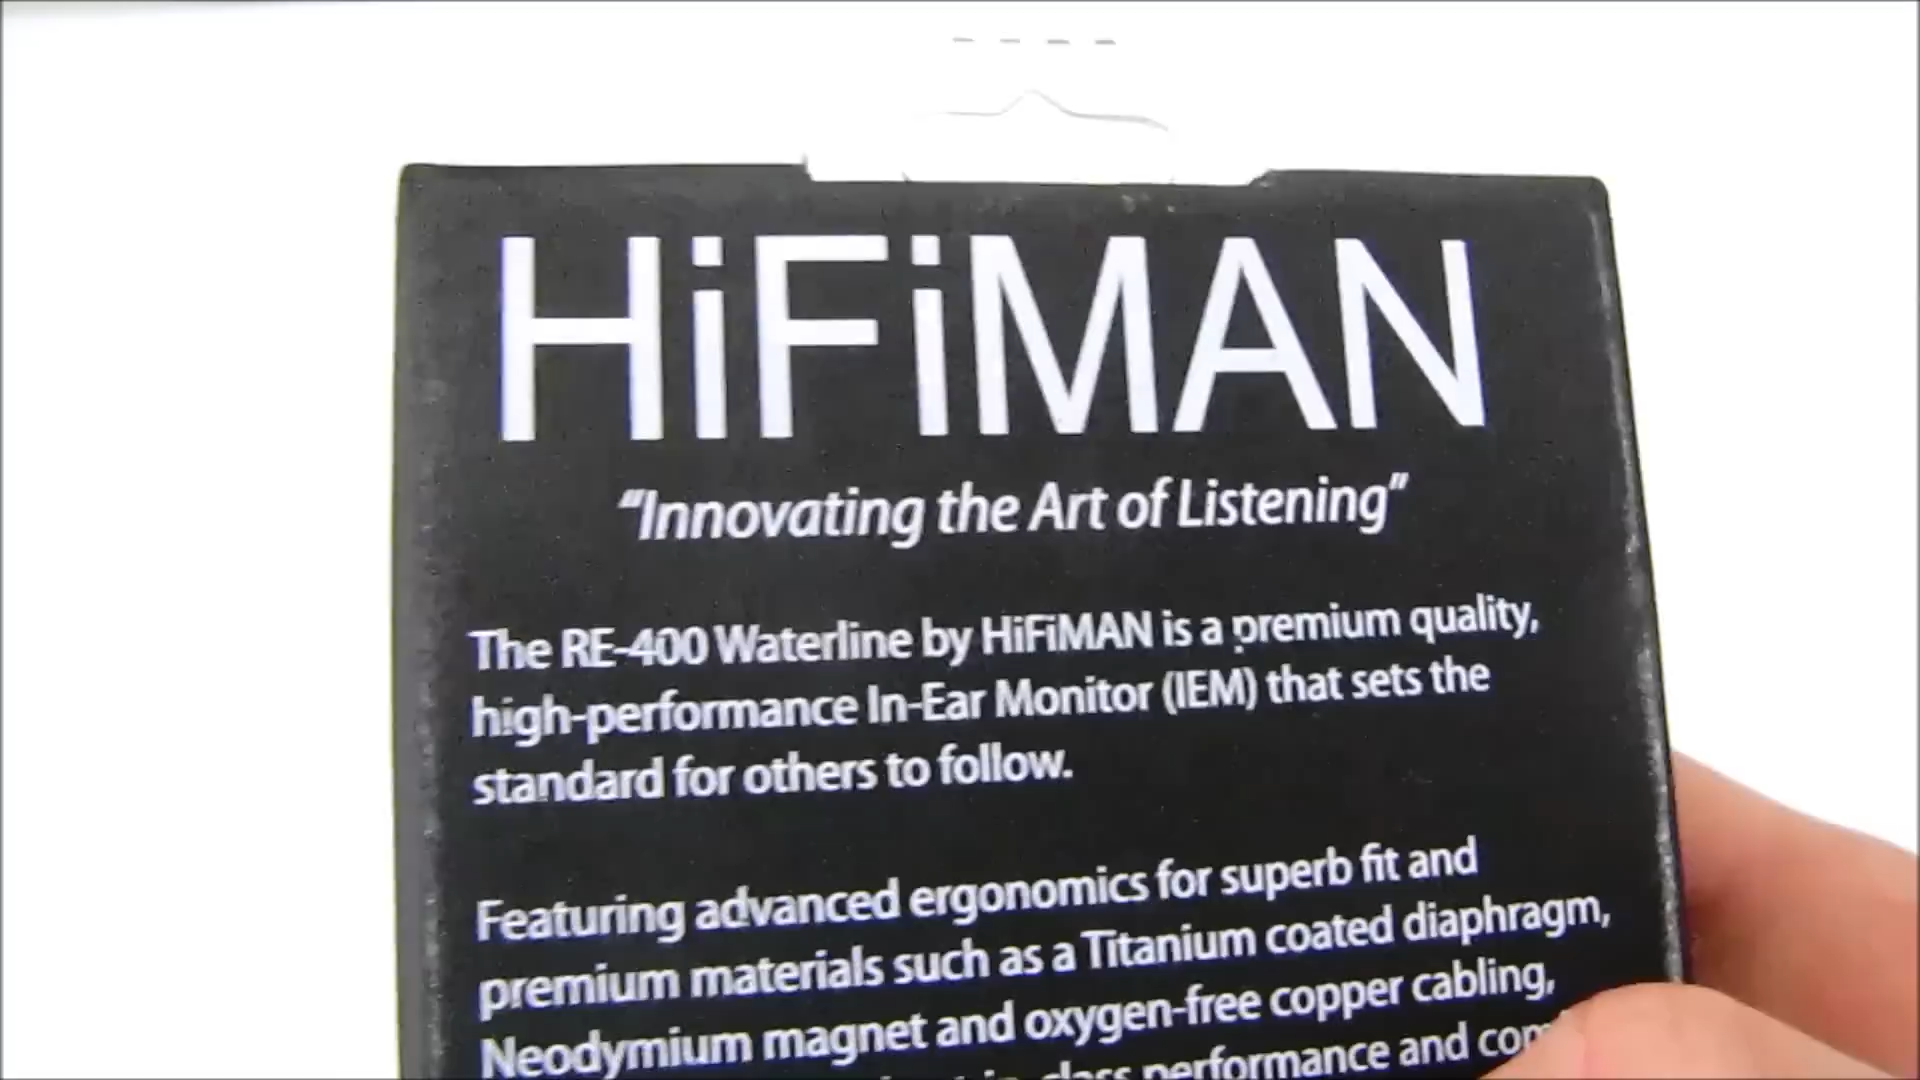 HiFiMAN
“Innovating the Art of Listening”
The RE-400 Waterline by HiFiMAN is a premium quality,
high-performance In-Ear Monitor (IEM) that sets the
standard for others to follow.
Featuring advanced ergonomics for superb fit and
premium materials such as a Titanium coated diaphragm,
Neodymium magnet and oxygen-free copper cabling,
performance and